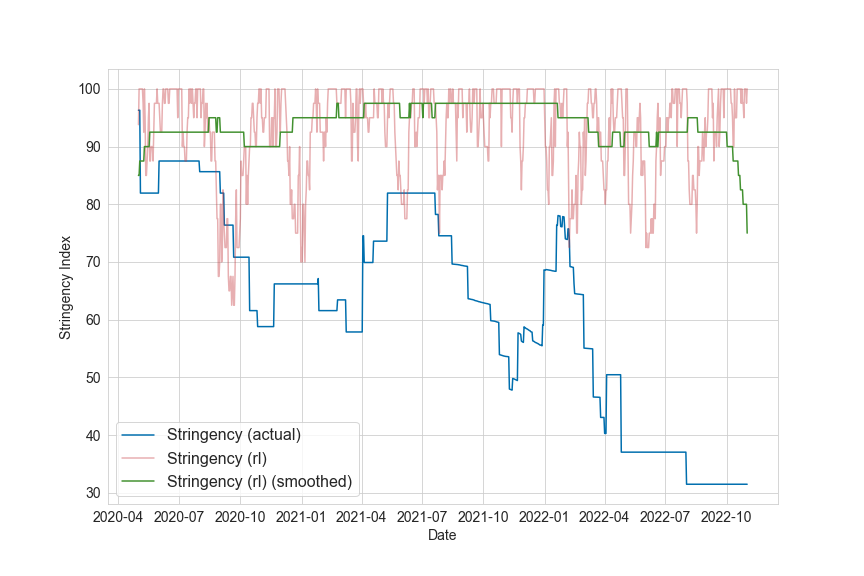 100
90
80
70
60
50
40
30
Stringency Index
Stringency (actual)
Stringency (rl)
Stringency (rl) (smoothed)
2020-04 2020-07 2020-10 2021-01 2021-04 2021-07 2021-10 2022-01 2022-04 2022-07 2022-10
Date